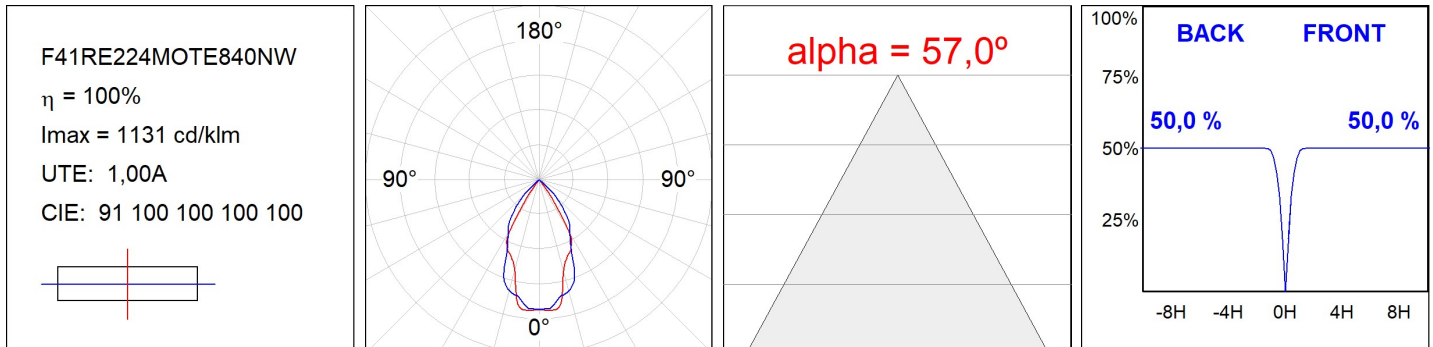 F41RE224MOTE840NW
η = 100%
Imax = 1131 cd/klm
UTE: 1,00A
CIE: 91 100 100 100 100
180°
90° 90°
0°
alpha = 57,0º
100%
BACK FRONT
75%
50,0 % 50,0 %
50%
25%
-8H -4H 0H 4H 8H